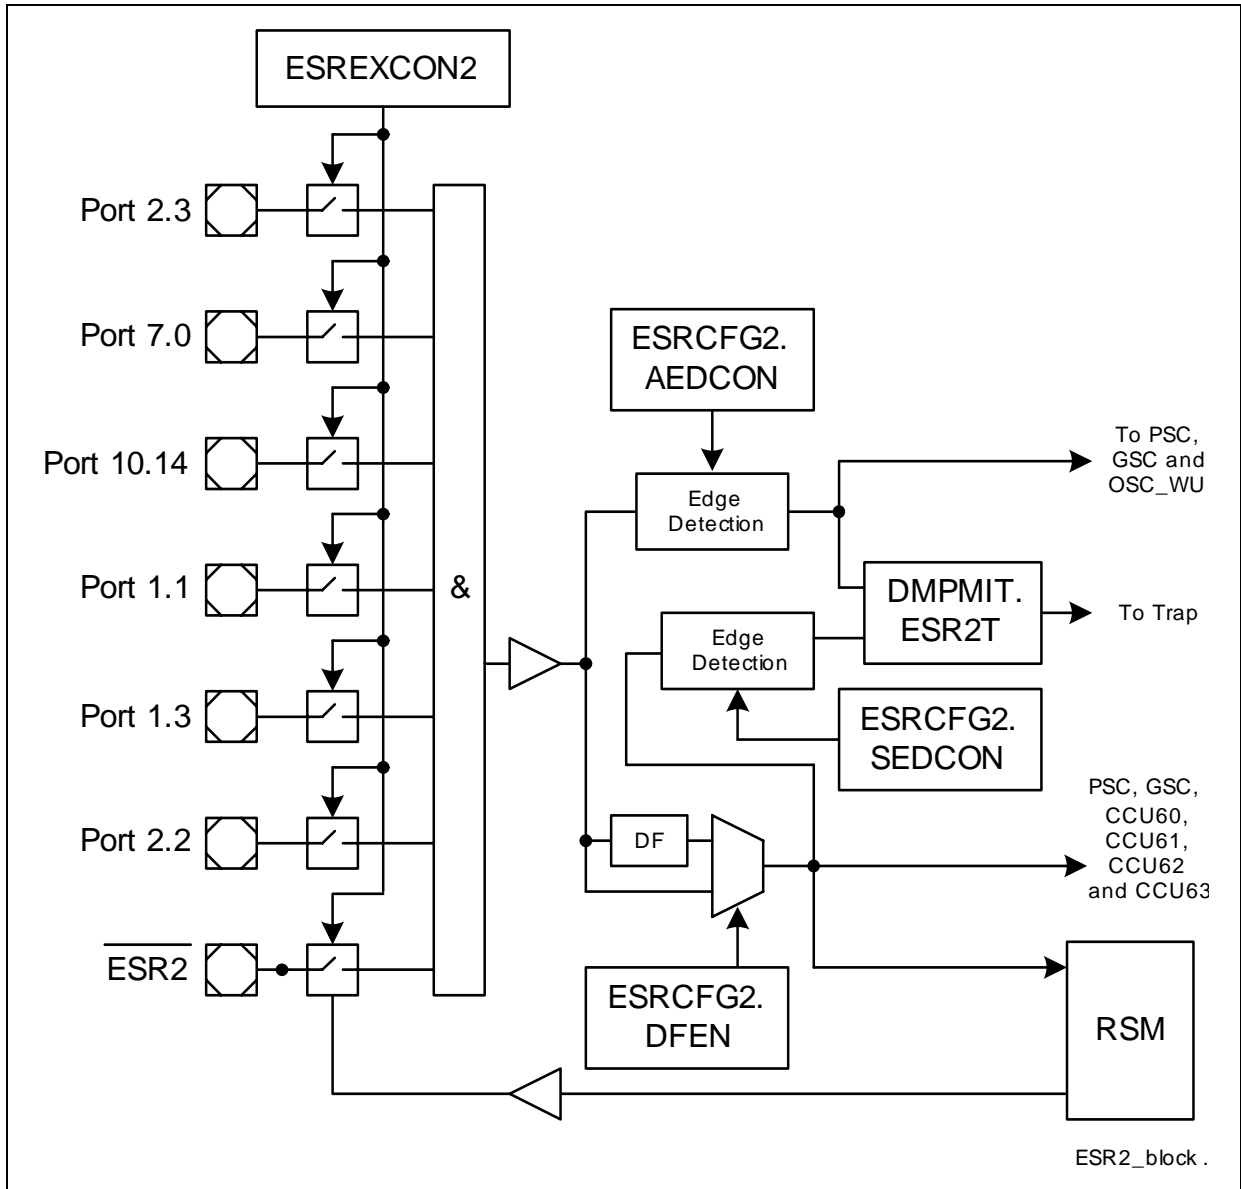 ESREXCON2
Port 2.3
Port 7.0
Port 10.14
Port 1.1
Port 1.3
Port 2.2
ESR2
&
ESRCFG2.
AEDCON
Edge
Detection
To PSC,
GSC and
OSC_WU
DMPMIT.
ESR2T
To Trap
Edge
Detection
ESRCFG2.
SEDCON
DF
PSC, GSC,
CCU60,
CCU61,
CCU62
and CCU63
ESRCFG2.
DFEN
RSM
ESR2_block .